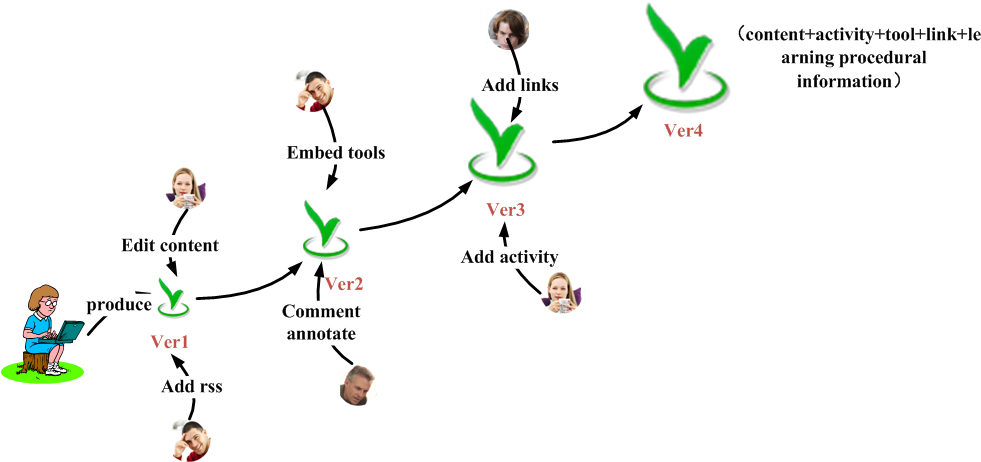 Add links
（content+activity+tool+link+le
arning procedural
information）
Ver4
Embed tools
Ver3
Edit content
Add activity
Ver2
produce
Comment
annotate
Ver1
Add rss